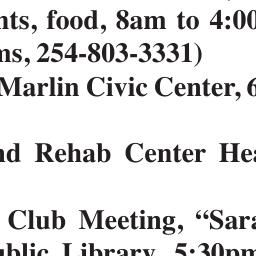 nts, food, 8am to 4:00
ms, 254-803-3331)
Marlin Civic Center, 6
nd Rehab Center Hea
Club Meeting, “Sara
ublic Library, 5:30pm